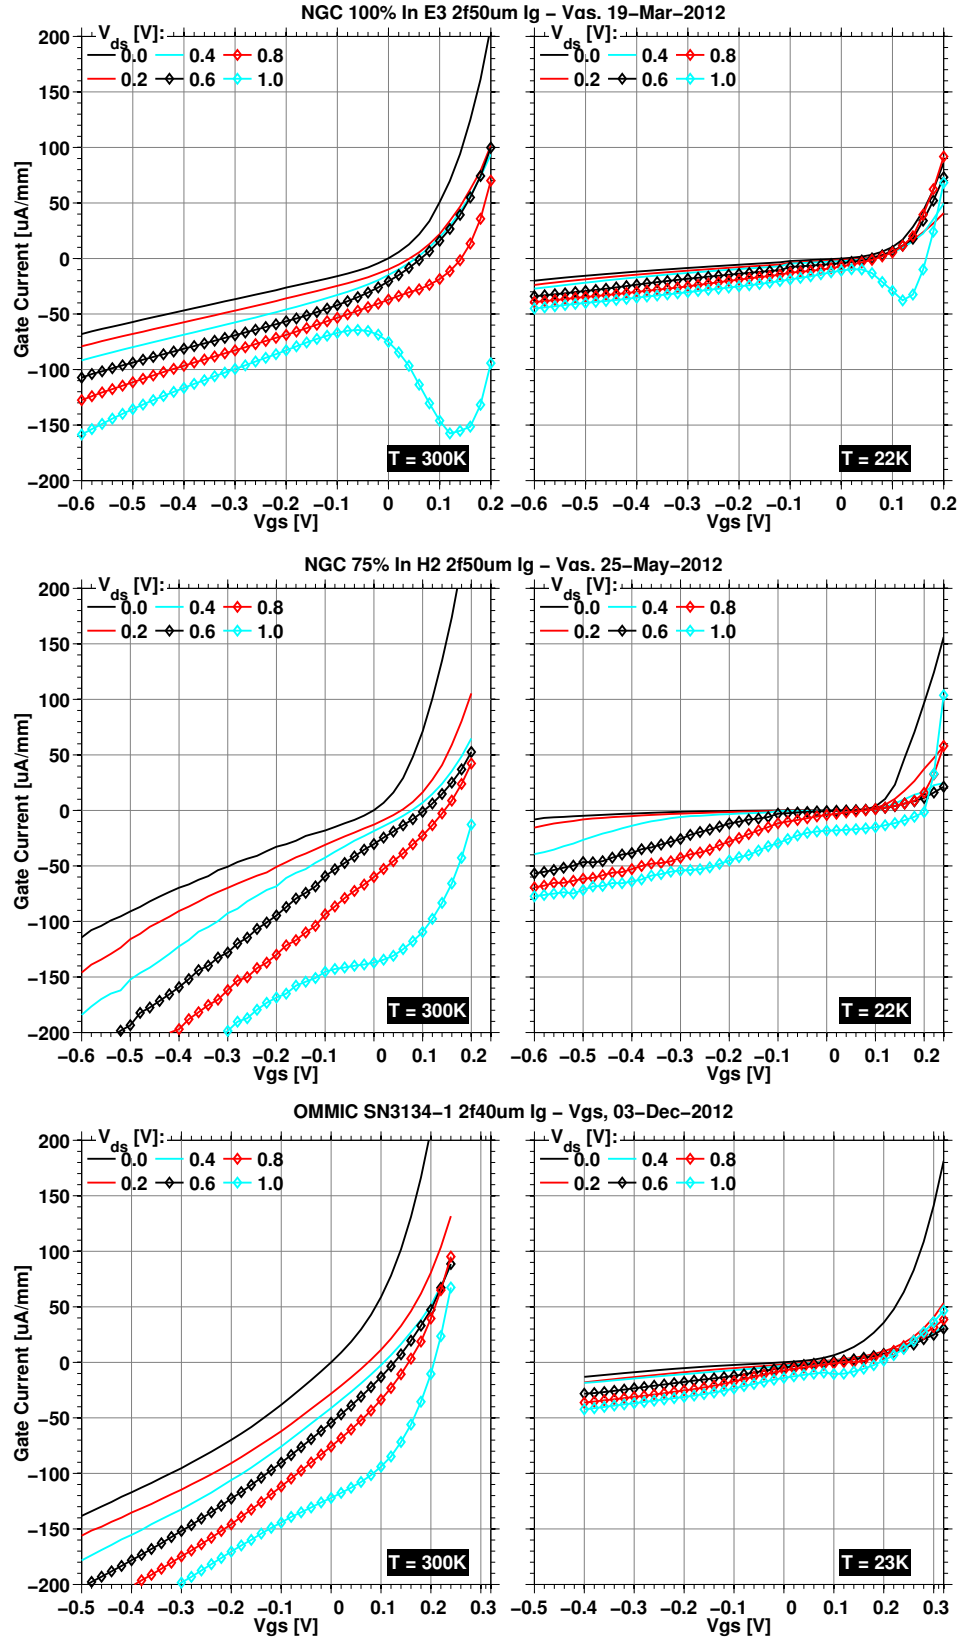 NGC 100% In E3 2f50um Ig − Vgs, 19−Mar−2012
V_ds [V]:
0.0 0.4 0.8
0.2 0.6 1.0
V_ds [V]:
0.0 0.4 0.8
0.2 0.6 1.0
200
150
100
50
0
−50
−100
−150
−200
Gate Current [uA/mm]
T = 300K
T = 22K
−0.6 −0.5 −0.4 −0.3 −0.2 −0.1 0 0.1 0.2
−0.6 −0.5 −0.4 −0.3 −0.2 −0.1 0 0.1 0.2
Vgs [V]
Vgs [V]
NGC 75% In H2 2f50um Ig − Vgs, 25−May−2012
V_ds [V]:
0.0 0.4 0.8
0.2 0.6 1.0
V_ds [V]:
0.0 0.4 0.8
0.2 0.6 1.0
200
150
100
50
0
−50
−100
−150
−200
Gate Current [uA/mm]
T = 300K
T = 22K
−0.6 −0.5 −0.4 −0.3 −0.2 −0.1 0 0.1 0.2
−0.6 −0.5 −0.4 −0.3 −0.2 −0.1 0 0.1 0.2
Vgs [V]
Vgs [V]
OMMIC SN3134−1 2f40um Ig − Vgs, 03−Dec−2012
V_ds [V]:
0.0 0.4 0.8
0.2 0.6 1.0
V_ds [V]:
0.0 0.4 0.8
0.2 0.6 1.0
200
150
100
50
0
−50
−100
−150
−200
Gate Current [uA/mm]
T = 300K
T = 23K
−0.5 −0.4 −0.3 −0.2 −0.1 0 0.1 0.2 0.3
−0.5 −0.4 −0.3 −0.2 −0.1 0 0.1 0.2 0.3
Vgs [V]
Vgs [V]